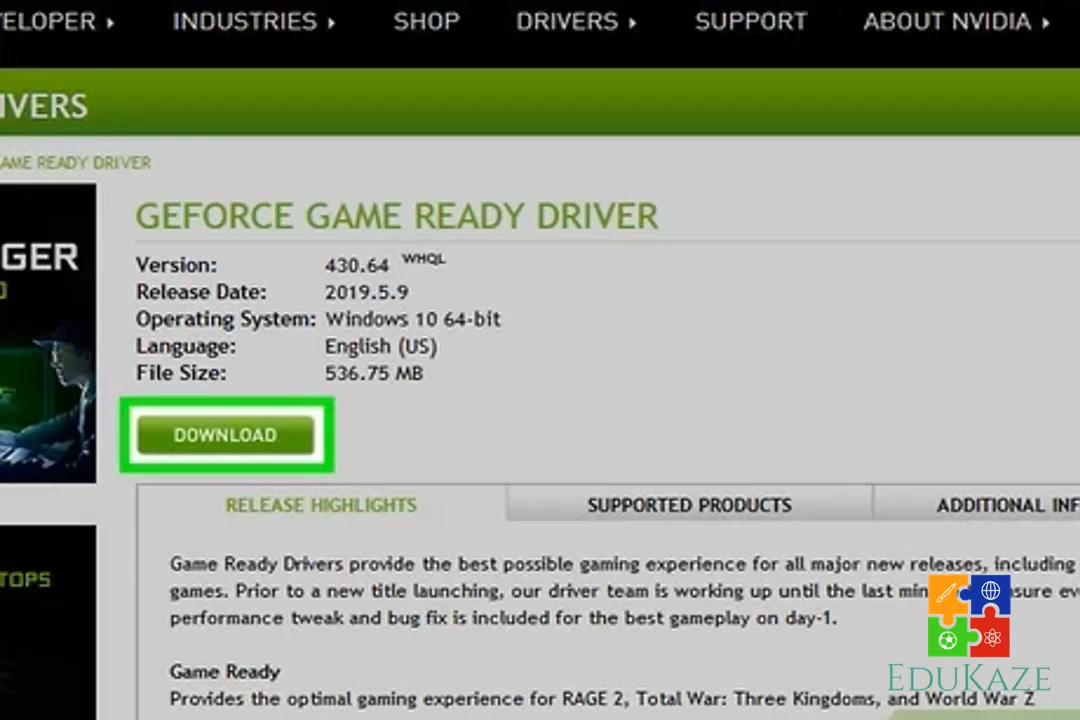 VELOPER INDUSTRIES SHOP DRIVERS SUPPORT ABOUT NVIDIA
IVERS
AME READY DRIVER
GER
TOPS
GEFORCE GAME READY DRIVER
Version: 430.64 WHQL
Release Date: 2019.5.9
Operating System: Windows 10 64-bit
Language: English (US)
File Size: 536.75 MB
DOWNLOAD
RELEASE HIGHLIGHTS SUPPORTED PRODUCTS ADDITIONAL INF
Game Ready Drivers provide the best possible gaming experience for all major new releases, including
games. Prior to a new title launching, our driver team is working up until the last
performance tweak and bug fix is included for the best gameplay on day-1.
Game Ready
Provides the optimal gaming experience for RAGE 2, Total War: Three Kingdoms, and World War Z
EDUKAZE